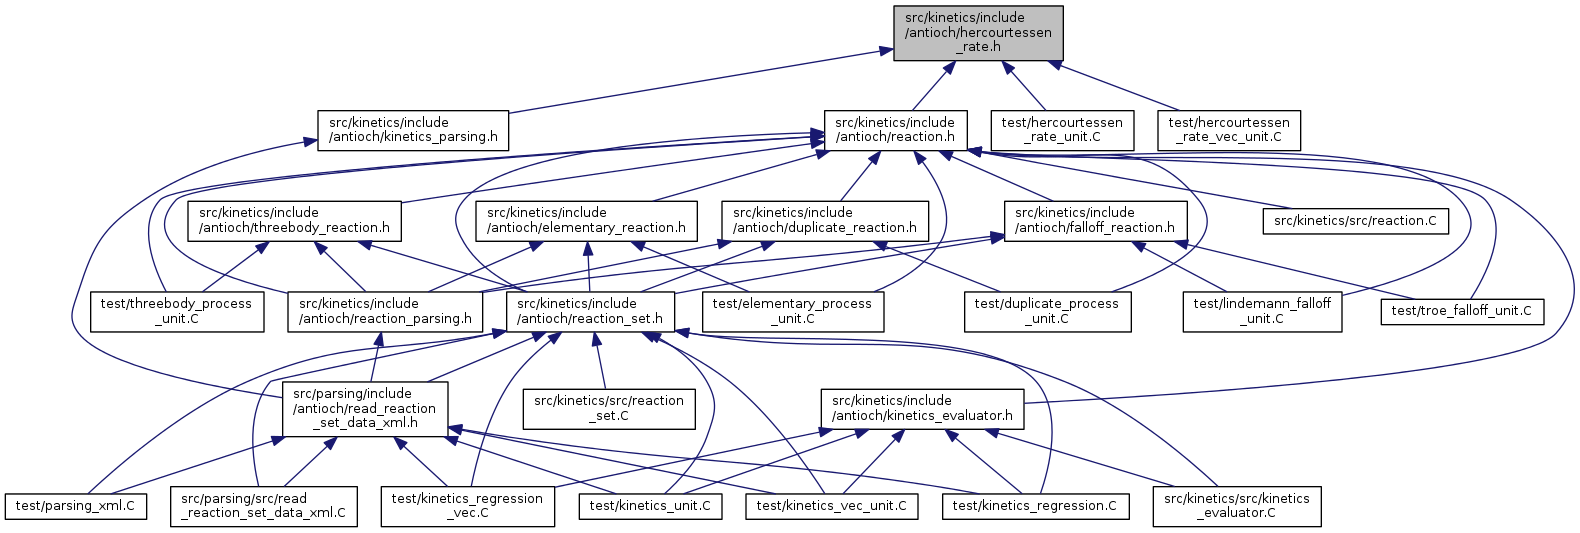 src/kinetics/include
/antioch/hercourtessen
_rate.h
src/kinetics/include
/antioch/kinetics_parsing.h
src/kinetics/include
/antioch/reaction.h
test/hercourtessen
_rate_unit.C
test/hercourtessen
_rate_vec_unit.C
src/kinetics/include
/antioch/threebody_reaction.h
src/kinetics/include
/antioch/elementary_reaction.h
src/kinetics/include
/antioch/duplicate_reaction.h
src/kinetics/include
/antioch/falloff_reaction.h
src/kinetics/src/reaction.C
test/threebody_process
_unit.C
src/kinetics/include
/antioch/reaction_parsing.h
src/kinetics/include
/antioch/reaction_set.h
test/elementary_process
_unit.C
test/duplicate_process
_unit.C
test/lindemann_falloff
_unit.C
test/troe_falloff_unit.C
src/parsing/include
/antioch/read_reaction
_set_data_xml.h
src/kinetics/src/reaction
_set.C
src/kinetics/include
/antioch/kinetics_evaluator.h
test/parsing_xml.C
src/parsing/src/read
_reaction_set_data_xml.C
test/kinetics_regression
_vec.C
test/kinetics_unit.C
test/kinetics_vec_unit.C
test/kinetics_regression.C
src/kinetics/src/kinetics
_evaluator.C